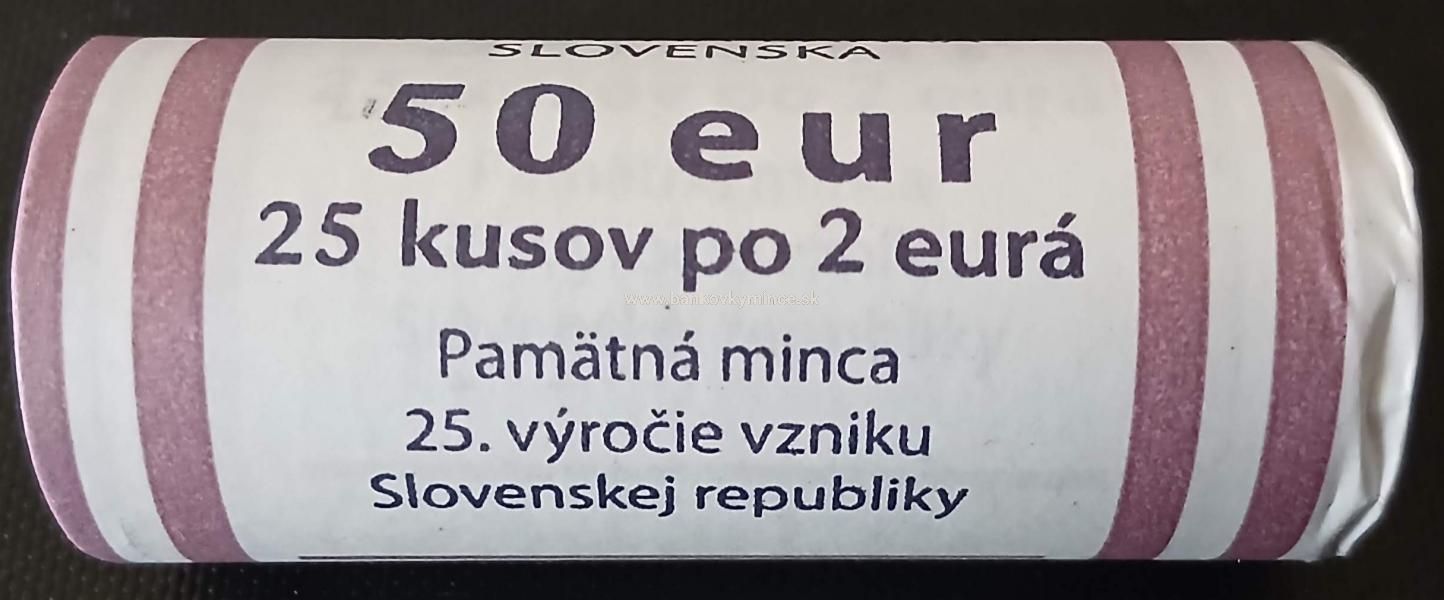 SLOVENSKA
50 eur
25 kusov po 2 eurá
www.bankovkymince.sk
Pamätná minca
25. výročie vzniku
Slovenskej republiky